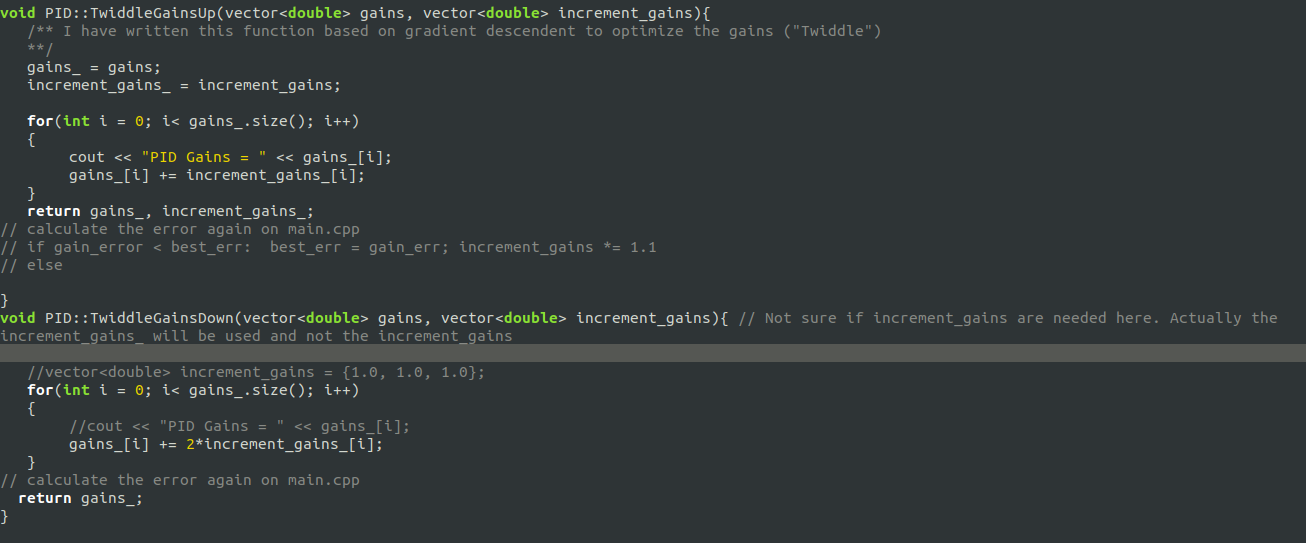 void PID::TwiddleGainsUp(vector<double> gains, vector<double> increment_gains){
/** I have written this function based on gradient descendent to optimize the gains ("Twiddle")
**/
gains_ = gains;
increment_gains_ = increment_gains;
for(int i = 0; i< gains_.size(); i++)
{
cout << "PID Gains = " << gains_[i];
gains_[i] += increment_gains_[i];
}
return gains_, increment_gains_;
// calculate the error again on main.cpp
// if gain_error < best_err:  best_err = gain_err; increment_gains *= 1.1
// else
}
void PID::TwiddleGainsDown(vector<double> gains, vector<double> increment_gains){ // Not sure if increment_gains are needed here. Actually the
increment_gains_ will be used and not the increment_gains
//vector<double> increment_gains = {1.0, 1.0, 1.0};
for(int i = 0; i< gains_.size(); i++)
{
//cout << "PID Gains = " << gains_[i];
gains_[i] += 2*increment_gains_[i];
}
// calculate the error again on main.cpp
return gains_;
}